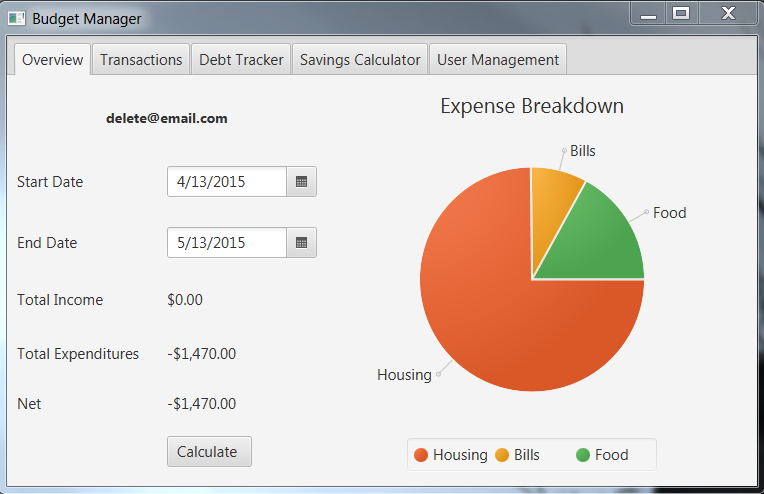 Budget Manager
Overview Transactions Debt Tracker Savings Calculator User Management
delete@email.com
Start Date 4/13/2015
End Date 5/13/2015
Total Income $0.00
Total Expenditures -$1,470.00
Net -$1,470.00
Calculate
Expense Breakdown
Bills
Food
Housing
Housing Bills Food